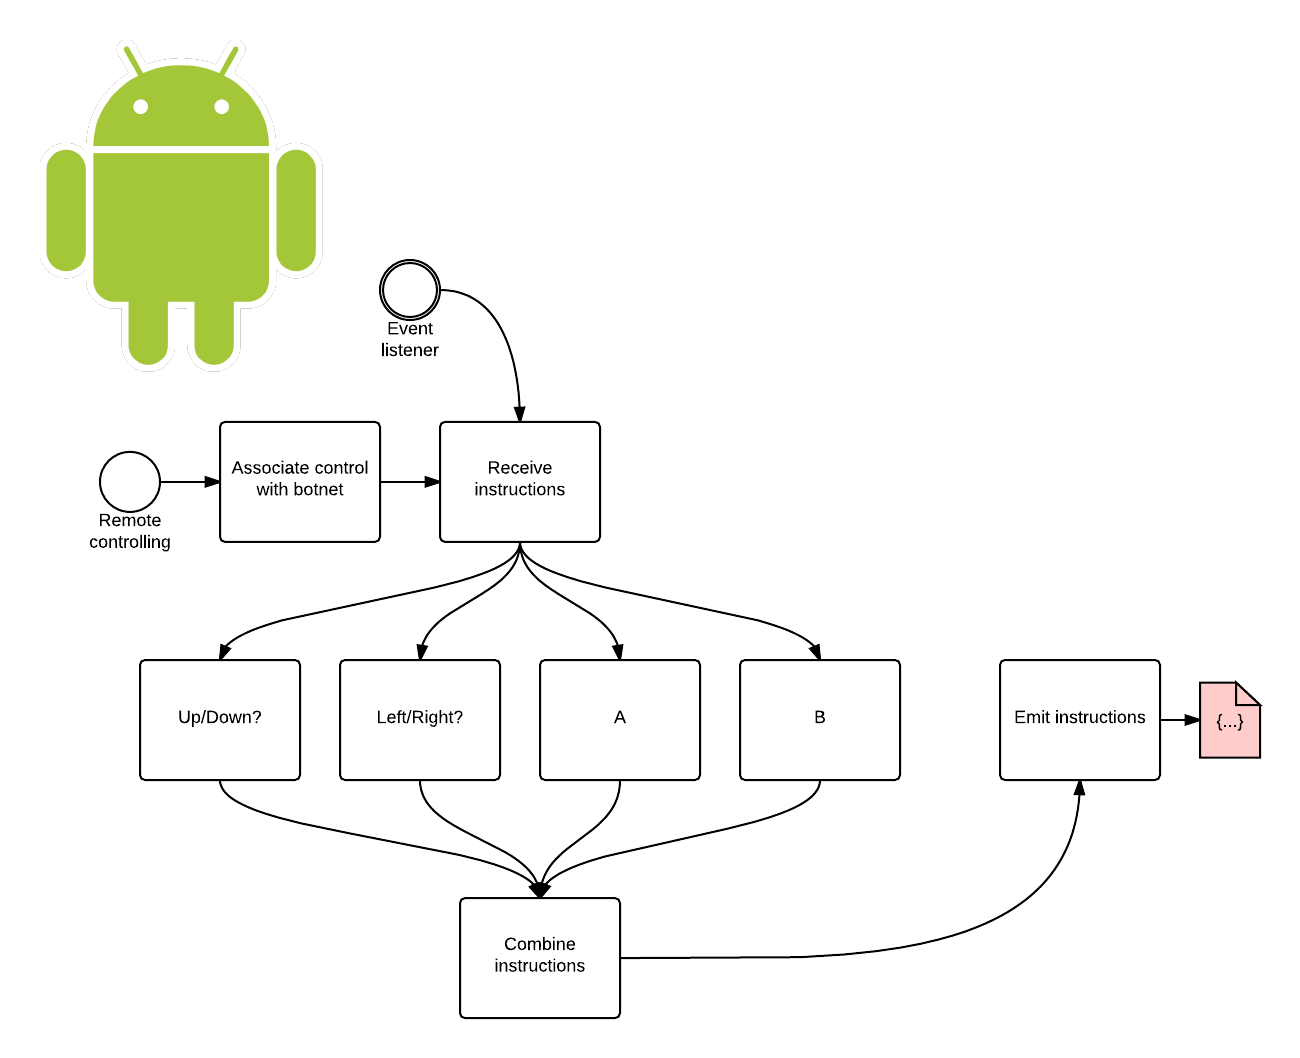 Event
listener
Associate control
with botnet
Receive
instructions
Remote
controlling
Up/Down?
Left/Right?
A
B
Emit instructions
{...}
Combine
instructions